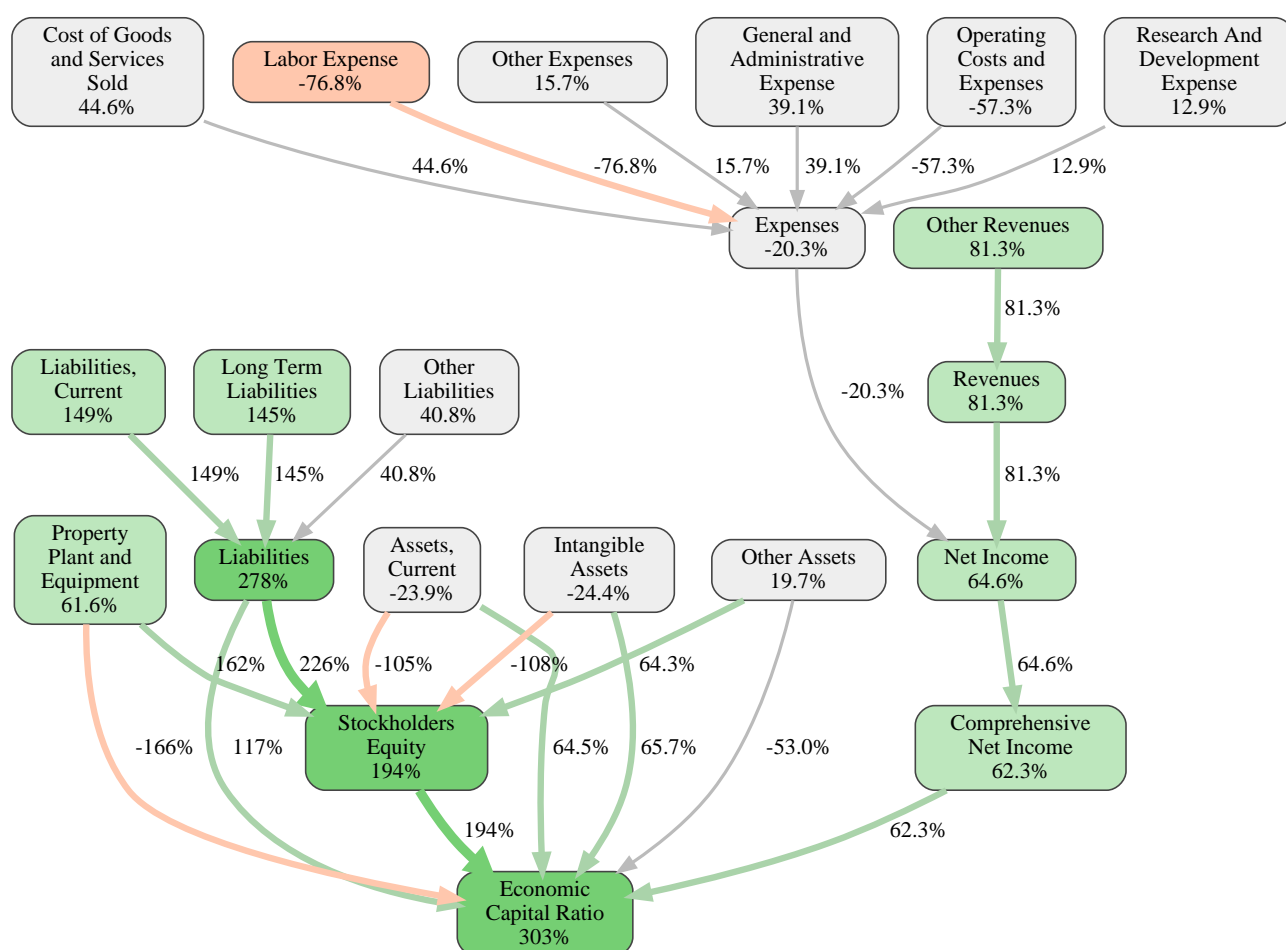 Cost of Goods
and Services
Sold
44.6%
Labor Expense
-76.8%
Other Expenses
15.7%
General and
Administrative
Expense
39.1%
Operating
Costs and
Expenses
-57.3%
Research And
Development
Expense
12.9%
44.6%
-76.8%
15.7%
39.1%
-57.3%
12.9%
Expenses
-20.3%
Other Revenues
81.3%
81.3%
Liabilities,
Current
149%
Long Term
Liabilities
145%
Other
Liabilities
40.8%
-20.3%
Revenues
81.3%
149%
145%
40.8%
81.3%
Property
Plant and
Equipment
61.6%
Liabilities
278%
Assets,
Current
-23.9%
Intangible
Assets
-24.4%
Other Assets
19.7%
Net Income
64.6%
162%
226%
-105%
-108%
64.3%
64.6%
Stockholders
Equity
194%
Comprehensive
Net Income
62.3%
-166%
117%
64.5%
65.7%
-53.0%
194%
62.3%
Economic
Capital Ratio
303%